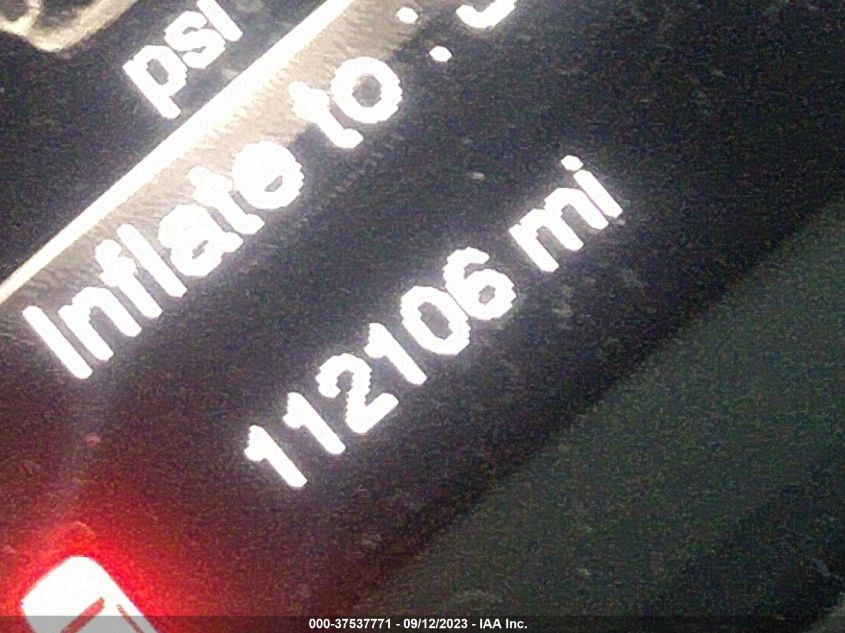 psi
Inflate to :
112106 mi
000-37537771 - 09/12/2023 - IAA Inc.